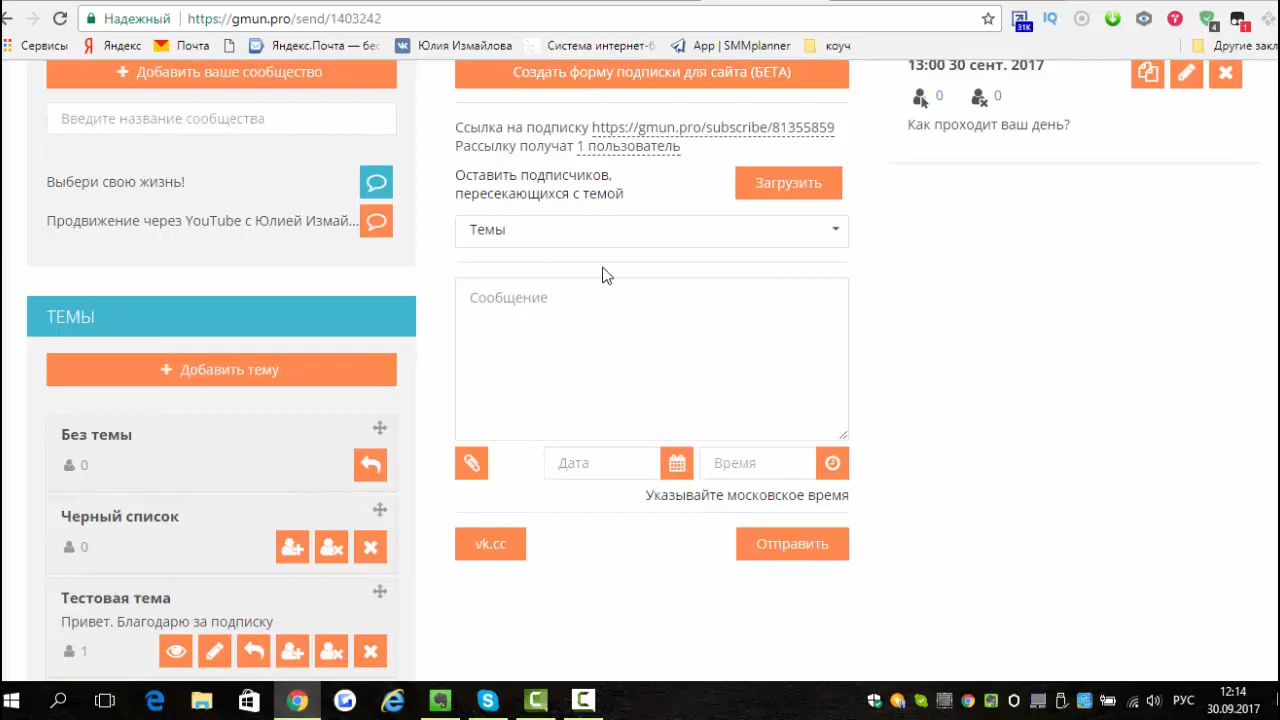 Надежный
https://gmun.pro/send/1403242
31K
4
1
Сервисы
Яндекс
Почта
Яндекс.Почта — бес
Юлия Измайлова
Система интернет-б
App | SMMplanner
коуч
Другие закл
+ Добавить ваше сообщество
Введите название сообщества
Выбери свою жизнь!
Продвижение через YouTube с Юлией Измай...
ТЕМЫ
+ Добавить тему
Без темы
0
Черный список
0
Тестовая тема
Привет. Благодарю за подписку
1
Создать форму подписки для сайта (БЕТА)
Ссылка на подписку https://gmun.pro/subscribe/81355859
Рассылку получат 1 пользователь
Оставить подписчиков,
пересекающихся с темой
Загрузить
Темы
Сообщение
Дата
Время
Указывайте московское время
vk.cc
Отправить
13:00 30 сент. 2017
0
0
Как проходит ваш день?
РУС
12:14
30.09.2017